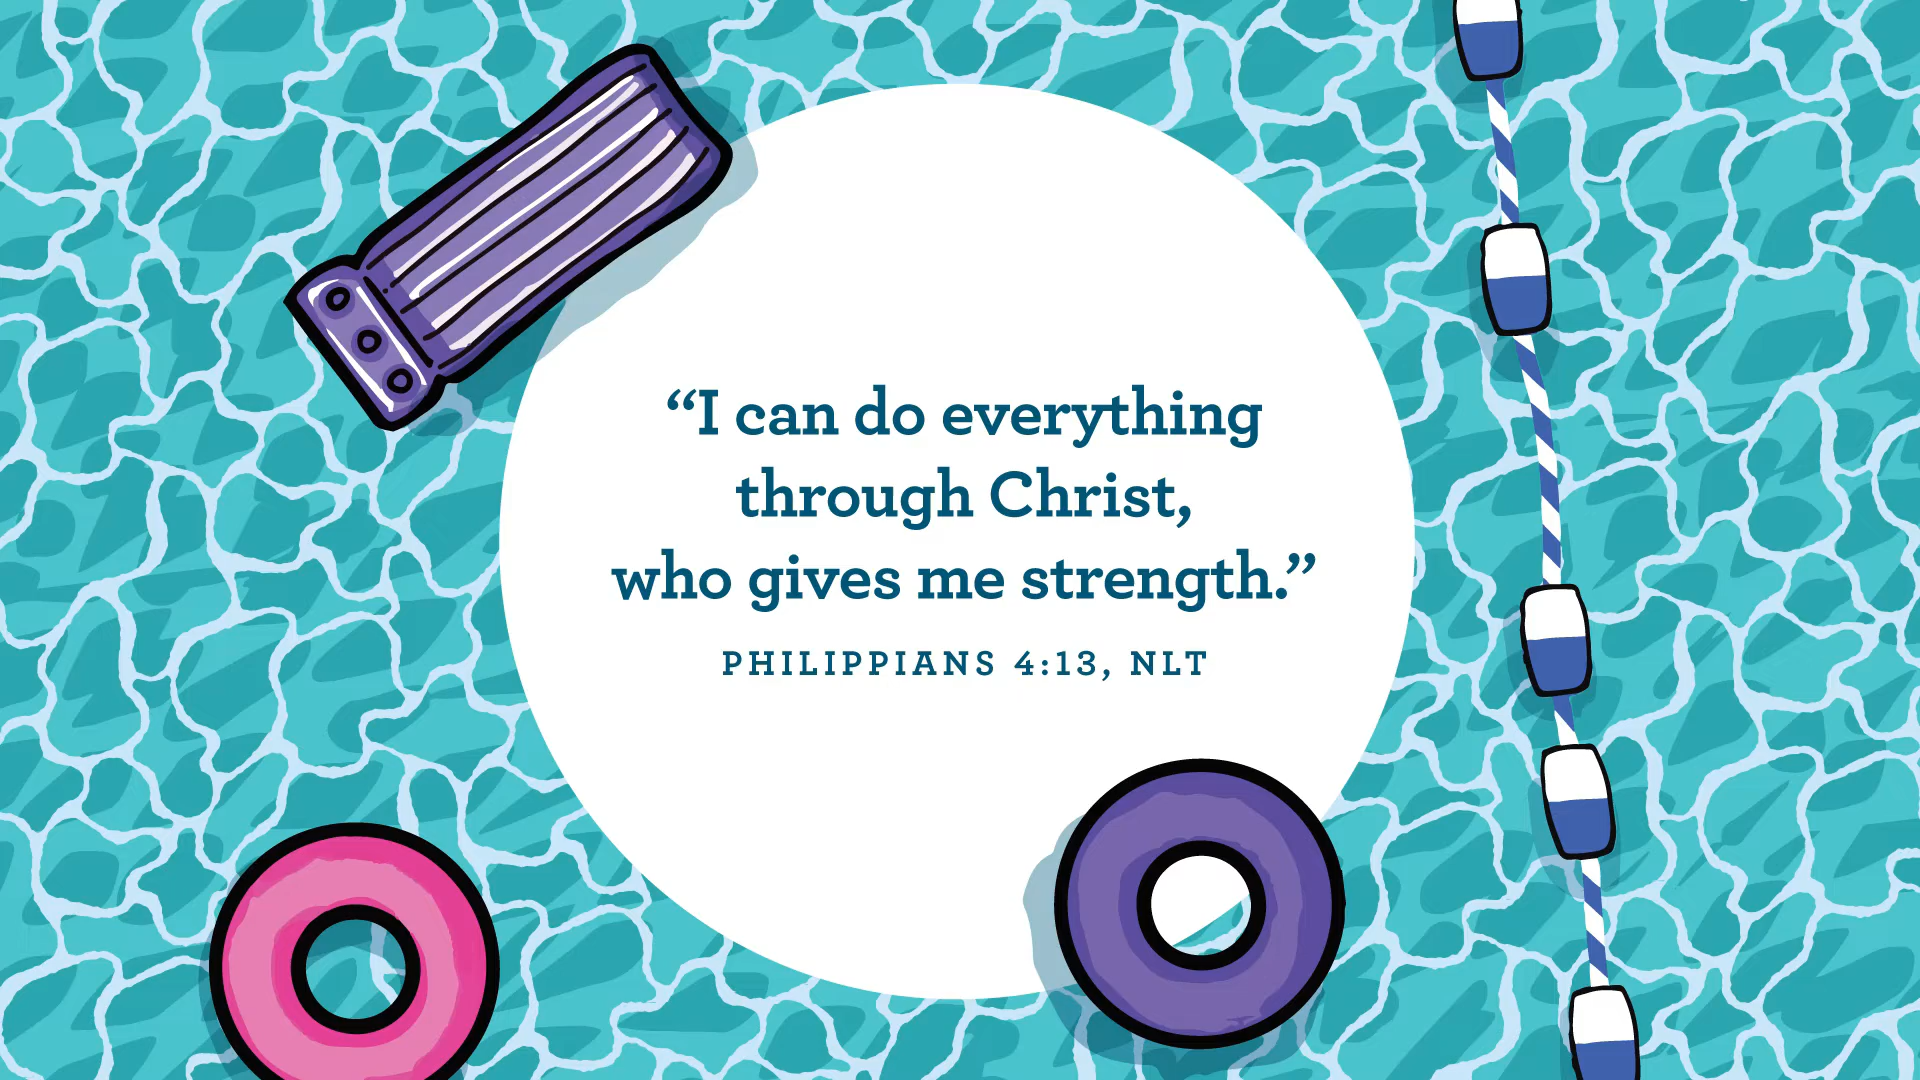 “I can do everything
through Christ,
who gives me strength.”
PHILIPPIANS 4:13, NLT